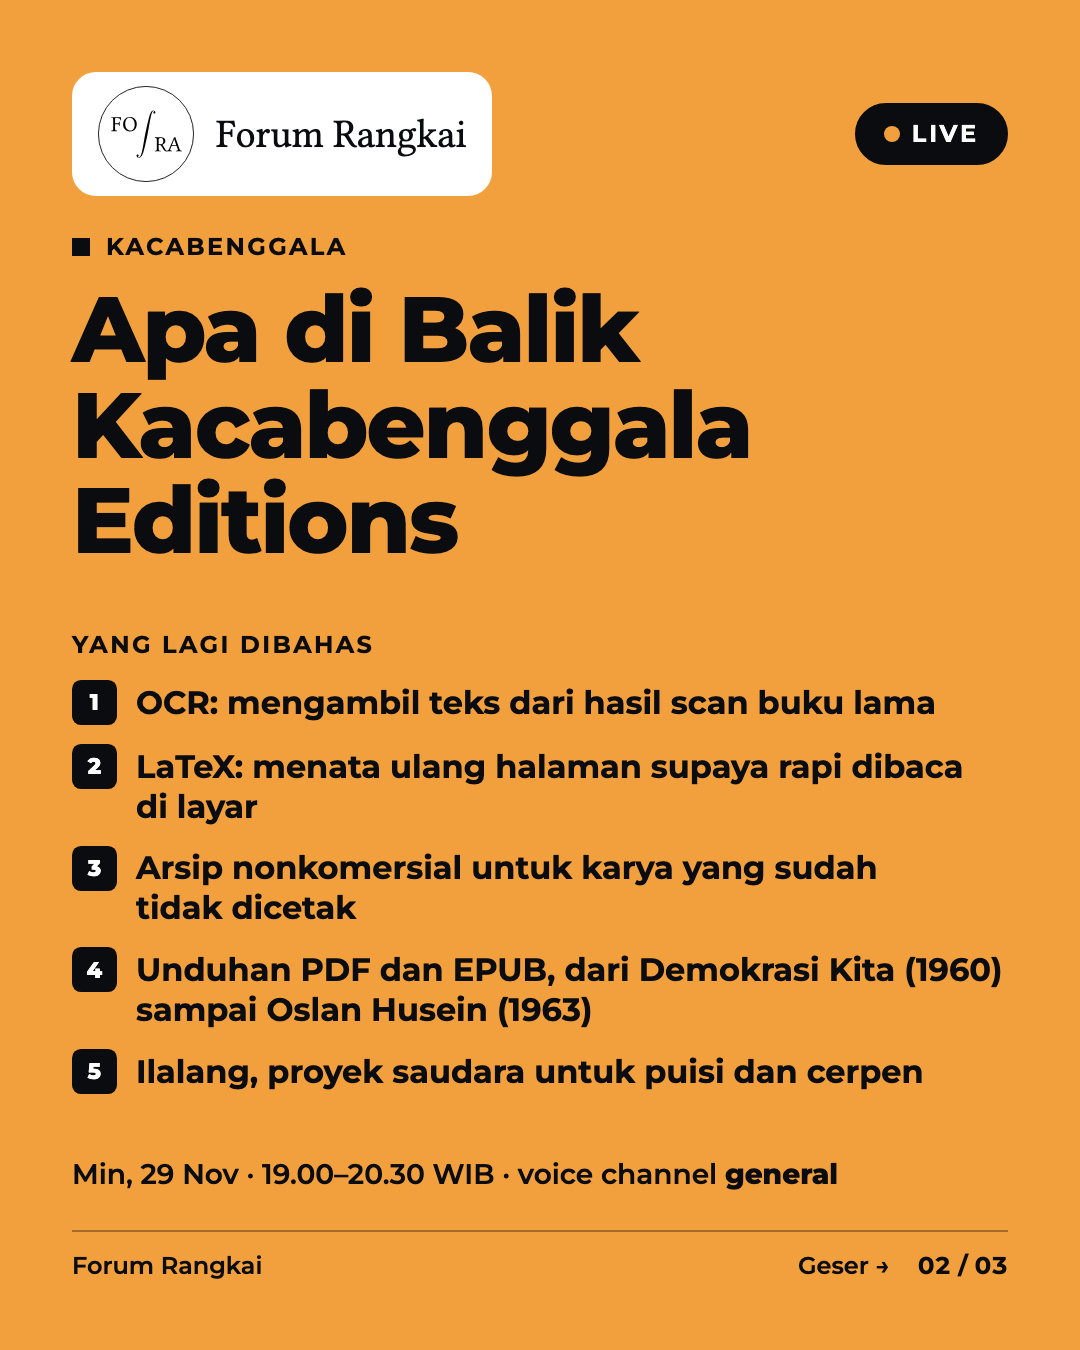 FO
RA
Forum Rangkai
LIVE
KACABENGGALA
Apa di Balik
Kacabenggala
Editions
YANG LAGI DIBAHAS
1 OCR: mengambil teks dari hasil scan buku lama
2 LaTeX: menata ulang halaman supaya rapi dibaca
di layar
3 Arsip nonkomersial untuk karya yang sudah
tidak dicetak
4 Unduhan PDF dan EPUB, dari Demokrasi Kita (1960)
sampai Oslan Husein (1963)
5 Ilalang, proyek saudara untuk puisi dan cerpen
Min, 29 Nov · 19.00–20.30 WIB · voice channel general
Forum Rangkai
Geser → 02 / 03